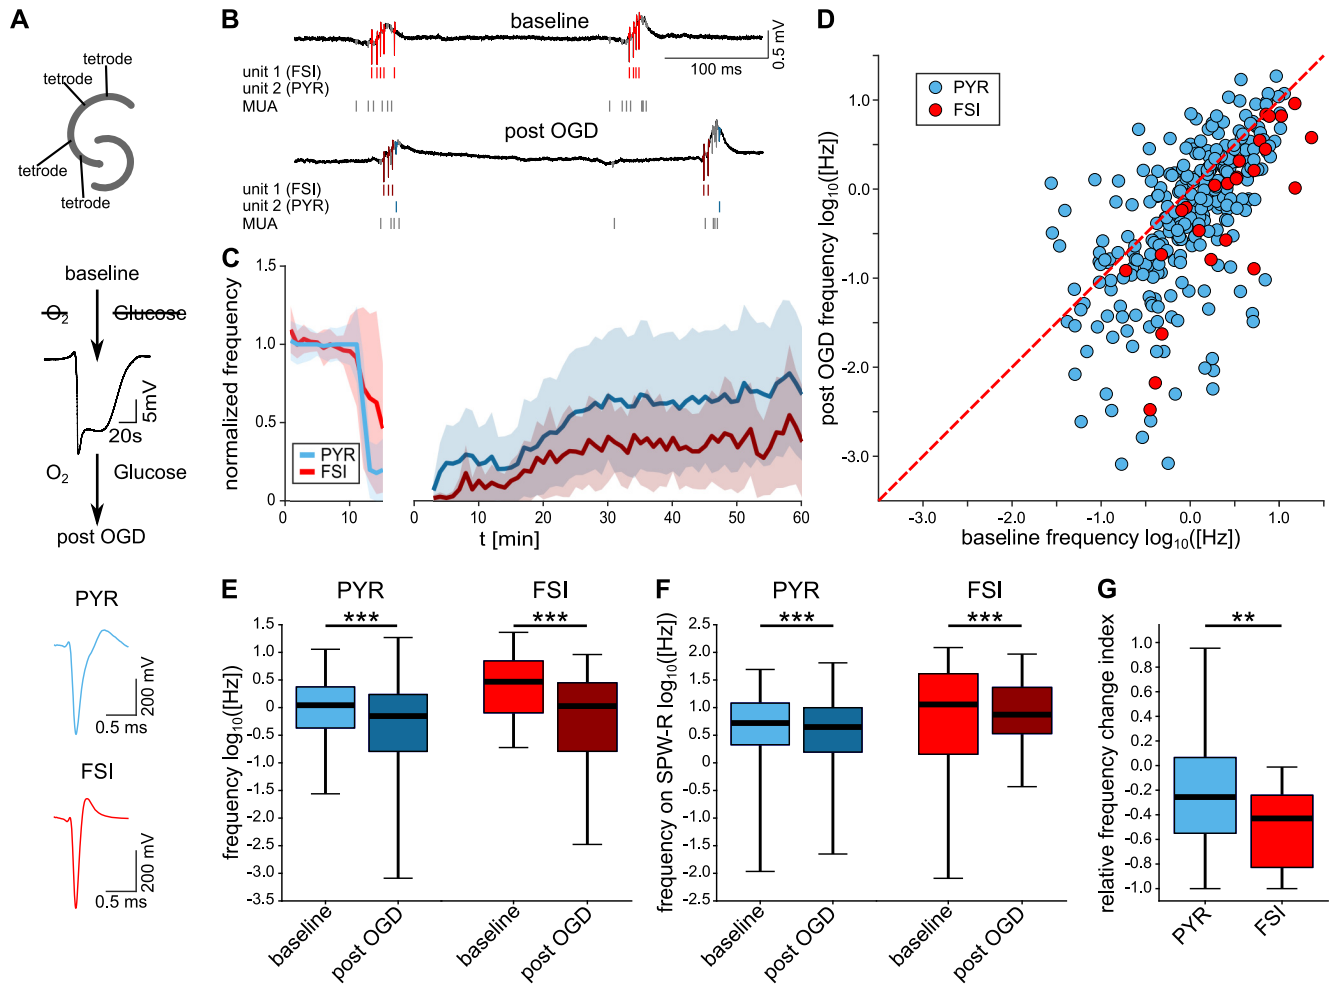 A
tetrode
tetrode
tetrode
tetrode
baseline
O2 Glucose
5mV
20s
O2 Glucose
post OGD
PYR
200 mV
0.5 ms
FSI
200 mV
0.5 ms
B
baseline
0.5 mV
100 ms
unit 1 (FSI)
unit 2 (PYR)
MUA
post OGD
unit 1 (FSI)
unit 2 (PYR)
MUA
C
normalized frequency
1.5
1.0
0.5
0
PYR
FSI
0 10 0 10 20 30 40 50 60
t [min]
D
PYR
FSI
post OGD frequency log10([Hz])
1.0
0.0
-1.0
-2.0
-3.0
-3.0 -2.0 -1.0 0.0 1.0
baseline frequency log10([Hz])
E
PYR FSI
*** ***
frequency log10([Hz])
1.5
1.0
0.5
0
-0.5
-1.0
-1.5
-2.0
-2.5
-3.0
-3.5
baseline post OGD baseline post OGD
F
PYR FSI
*** ***
frequency on SPW-R log10([Hz])
2.5
2.0
1.5
1.0
0.5
0
-0.5
-1.0
-1.5
-2.0
-2.5
baseline post OGD baseline post OGD
G
**
relative frequency change index
1.0
0.8
0.6
0.4
0.2
0.0
-0.2
-0.4
-0.6
-0.8
-1.0
PYR FSI